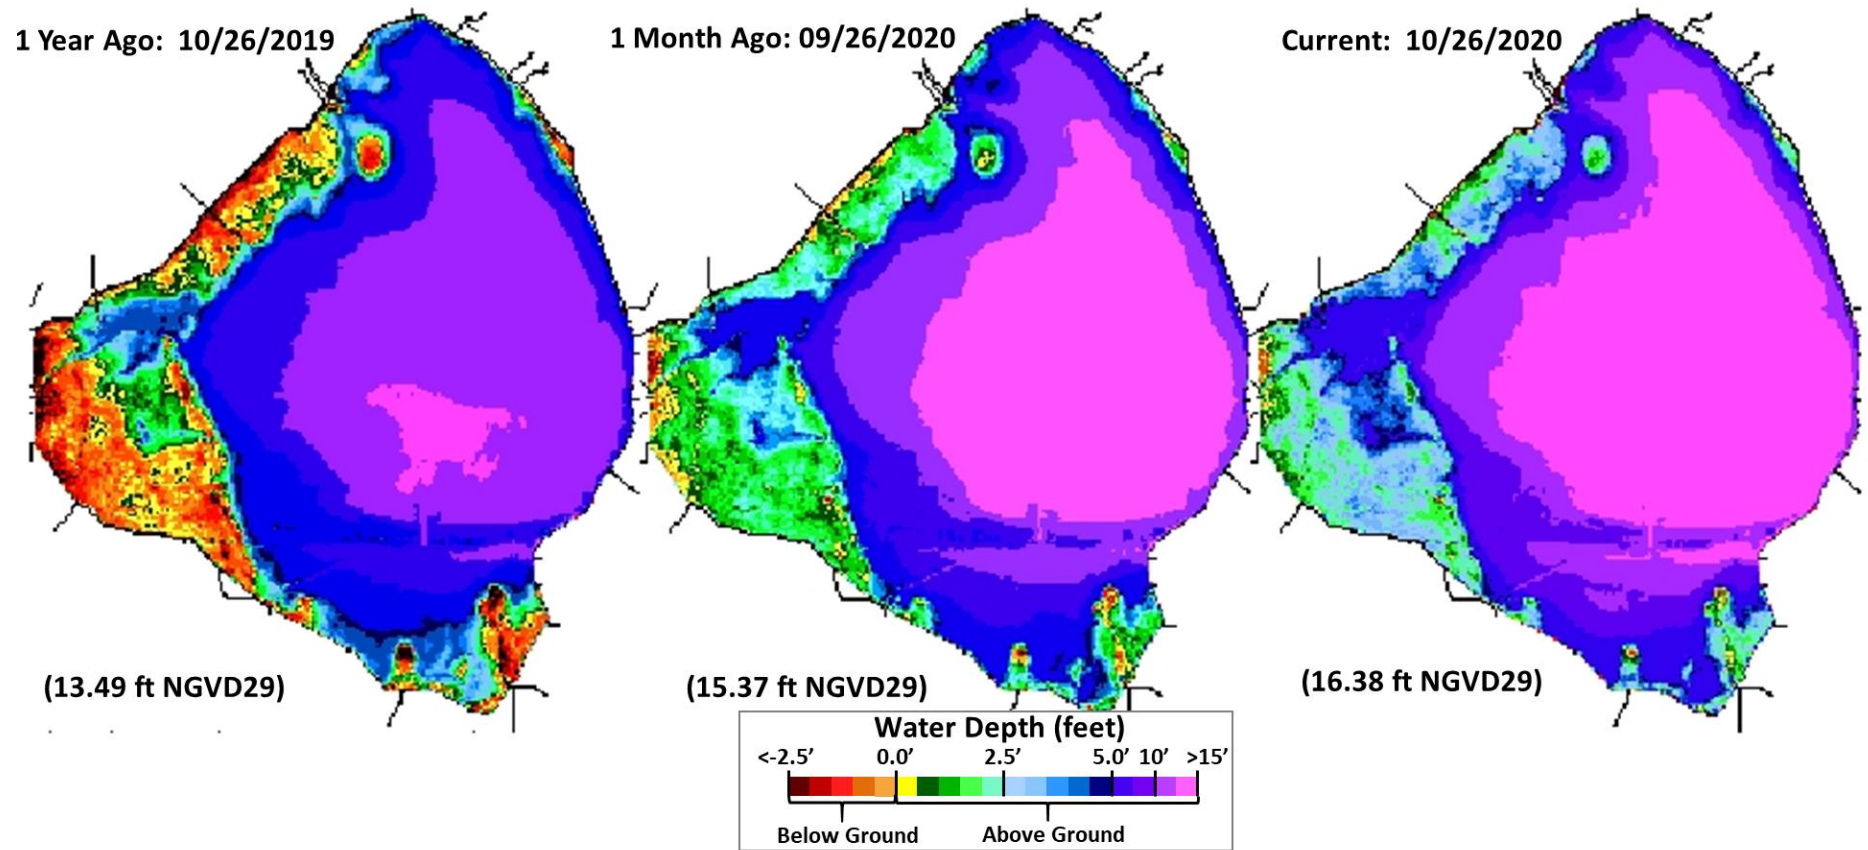 1 Year Ago: 10/26/2019
1 Month Ago: 09/26/2020
Current: 10/26/2020
(13.49 ft NGVD29)
(15.37 ft NGVD29)
(16.38 ft NGVD29)
Water Depth (feet)
<-2.5’ 0.0’ 2.5’ 5.0’ 10’ >15’
Below Ground Above Ground